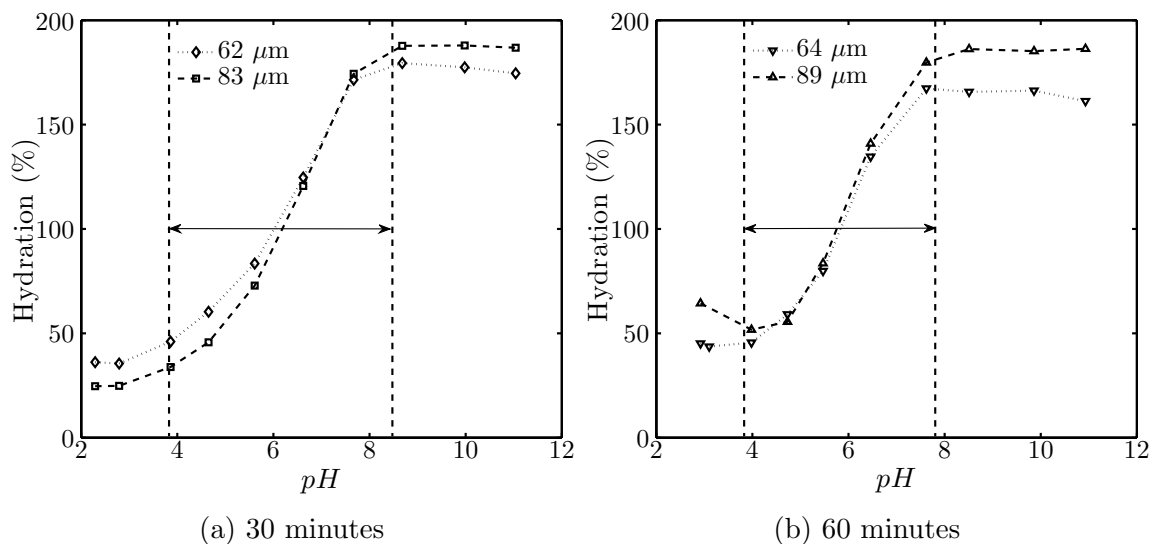 200
150
100
50
0
Hydration (%)
62 μm
83 μm
2 4 6 8 10 12
pH
(a) 30 minutes
200
150
100
50
0
Hydration (%)
64 μm
89 μm
2 4 6 8 10 12
pH
(b) 60 minutes